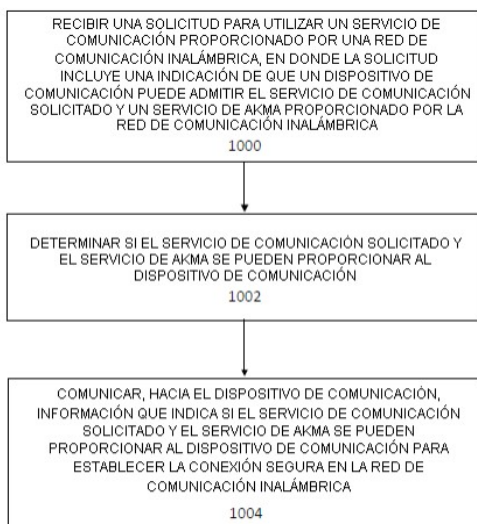 RECIBIR UNA SOLICITUD PARA UTILIZAR UN SERVICIO DE
COMUNICACIÓN PROPORCIONADO POR UNA RED DE
COMUNICACIÓN INALÁMBRICA, EN DONDE LA SOLICITUD
INCLUYE UNA INDICACIÓN DE QUE UN DISPOSITIVO DE
COMUNICACIÓN PUEDE ADMITIR EL SERVICIO DE COMUNICACIÓN
SOLICITADO Y UN SERVICIO DE AKMA PROPORCIONADO POR LA
RED DE COMUNICACIÓN INALÁMBRICA
1000
DETERMINAR SI EL SERVICIO DE COMUNICACIÓN SOLICITADO Y
EL SERVICIO DE AKMA SE PUEDEN PROPORCIONAR AL
DISPOSITIVO DE COMUNICACIÓN
1002
COMUNICAR, HACIA EL DISPOSITIVO DE COMUNICACIÓN,
INFORMACIÓN QUE INDICA SI EL SERVICIO DE COMUNICACIÓN
SOLICITADO Y EL SERVICIO DE AKMA SE PUEDEN
PROPORCIONAR AL DISPOSITIVO DE COMUNICACIÓN PARA
ESTABLECER LA CONEXIÓN SEGURA EN LA RED DE
COMUNICACIÓN INALÁMBRICA
1004